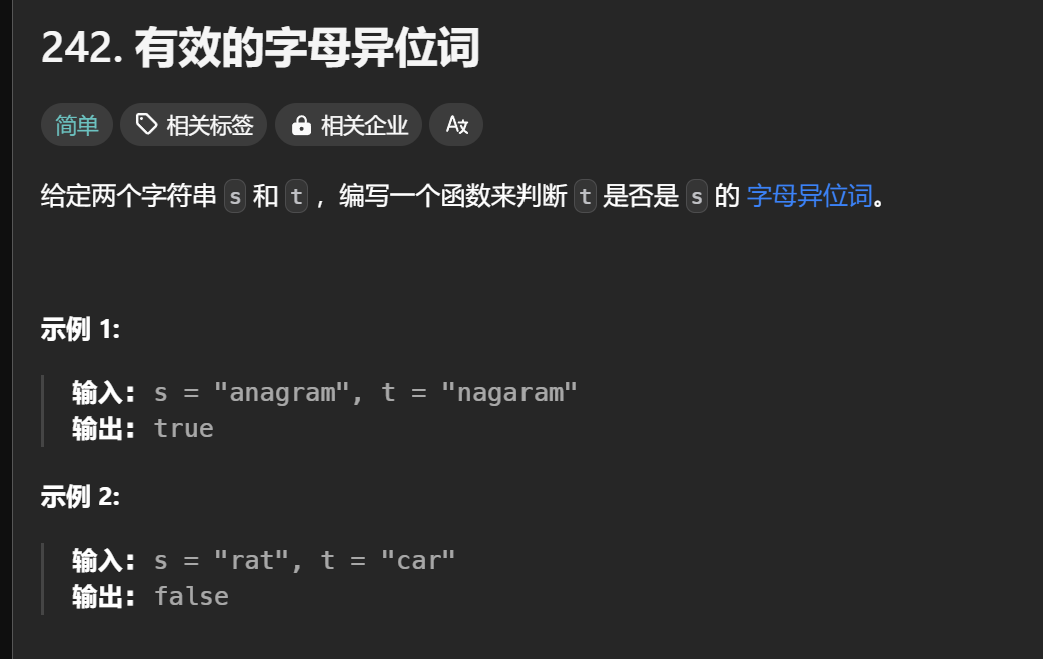 242. 有效的字母异位词
简单 相关标签 相关企业 Ax
给定两个字符串 s 和 t ，编写一个函数来判断 t 是否是 s 的 字母异位词。
示例 1:
输入: s = "anagram", t = "nagaram"
输出: true
示例 2:
输入: s = "rat", t = "car"
输出: false